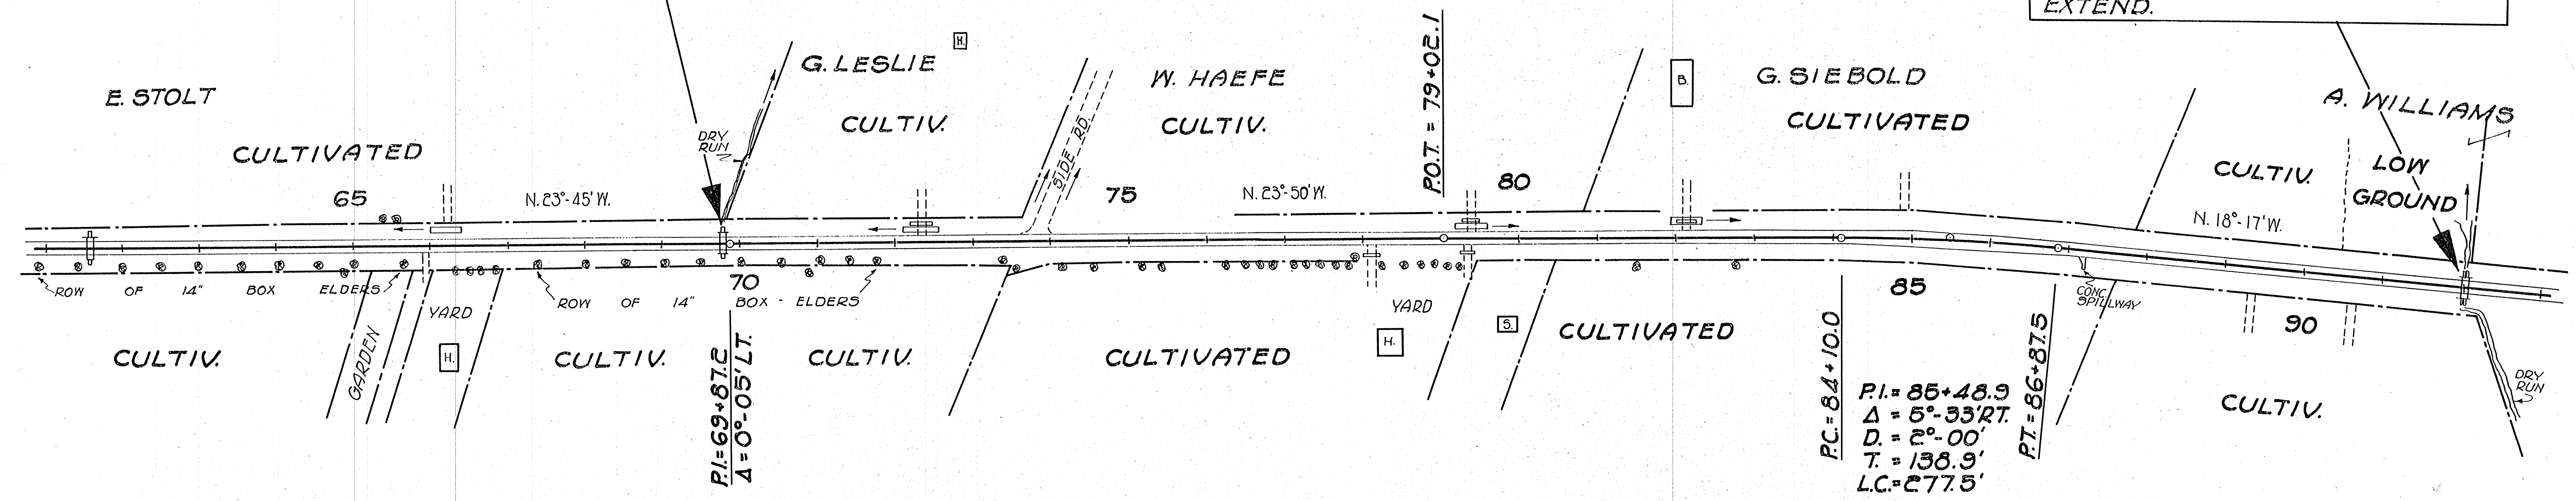 EXTEND.
E. STOLT
CULTIVATED
65
N. 23°-45' W.
DRY
RUN
G. LESLIE
H.
CULTIV.
SIDE RD.
W. HAEFE
CULTIV.
75
N. 23°-50' W.
P.O.T. = 79+02.1
80
B.
G. SIEBOLD
CULTIVATED
A. WILLIAMS
CULTIV.
LOW
GROUND
N. 18°-17' W.
ROW OF 14" BOX ELDERS
GARDEN
YARD
H.
CULTIV.
ROW OF 14" BOX - ELDERS
70
CULTIV.
CULTIV.
P.I. = 69+87.2
Δ = 0°-05' LT.
CULTIVATED
YARD
H.
S.
CULTIVATED
85
P.C. = 84+10.0
P.I. = 85+48.9
Δ = 5°-33' RT.
D. = 2°-00'
T. = 138.9'
L.C. = 277.5'
P.T. = 86+87.5
CONC.
SPILLWAY
90
CULTIV.
DRY
RUN